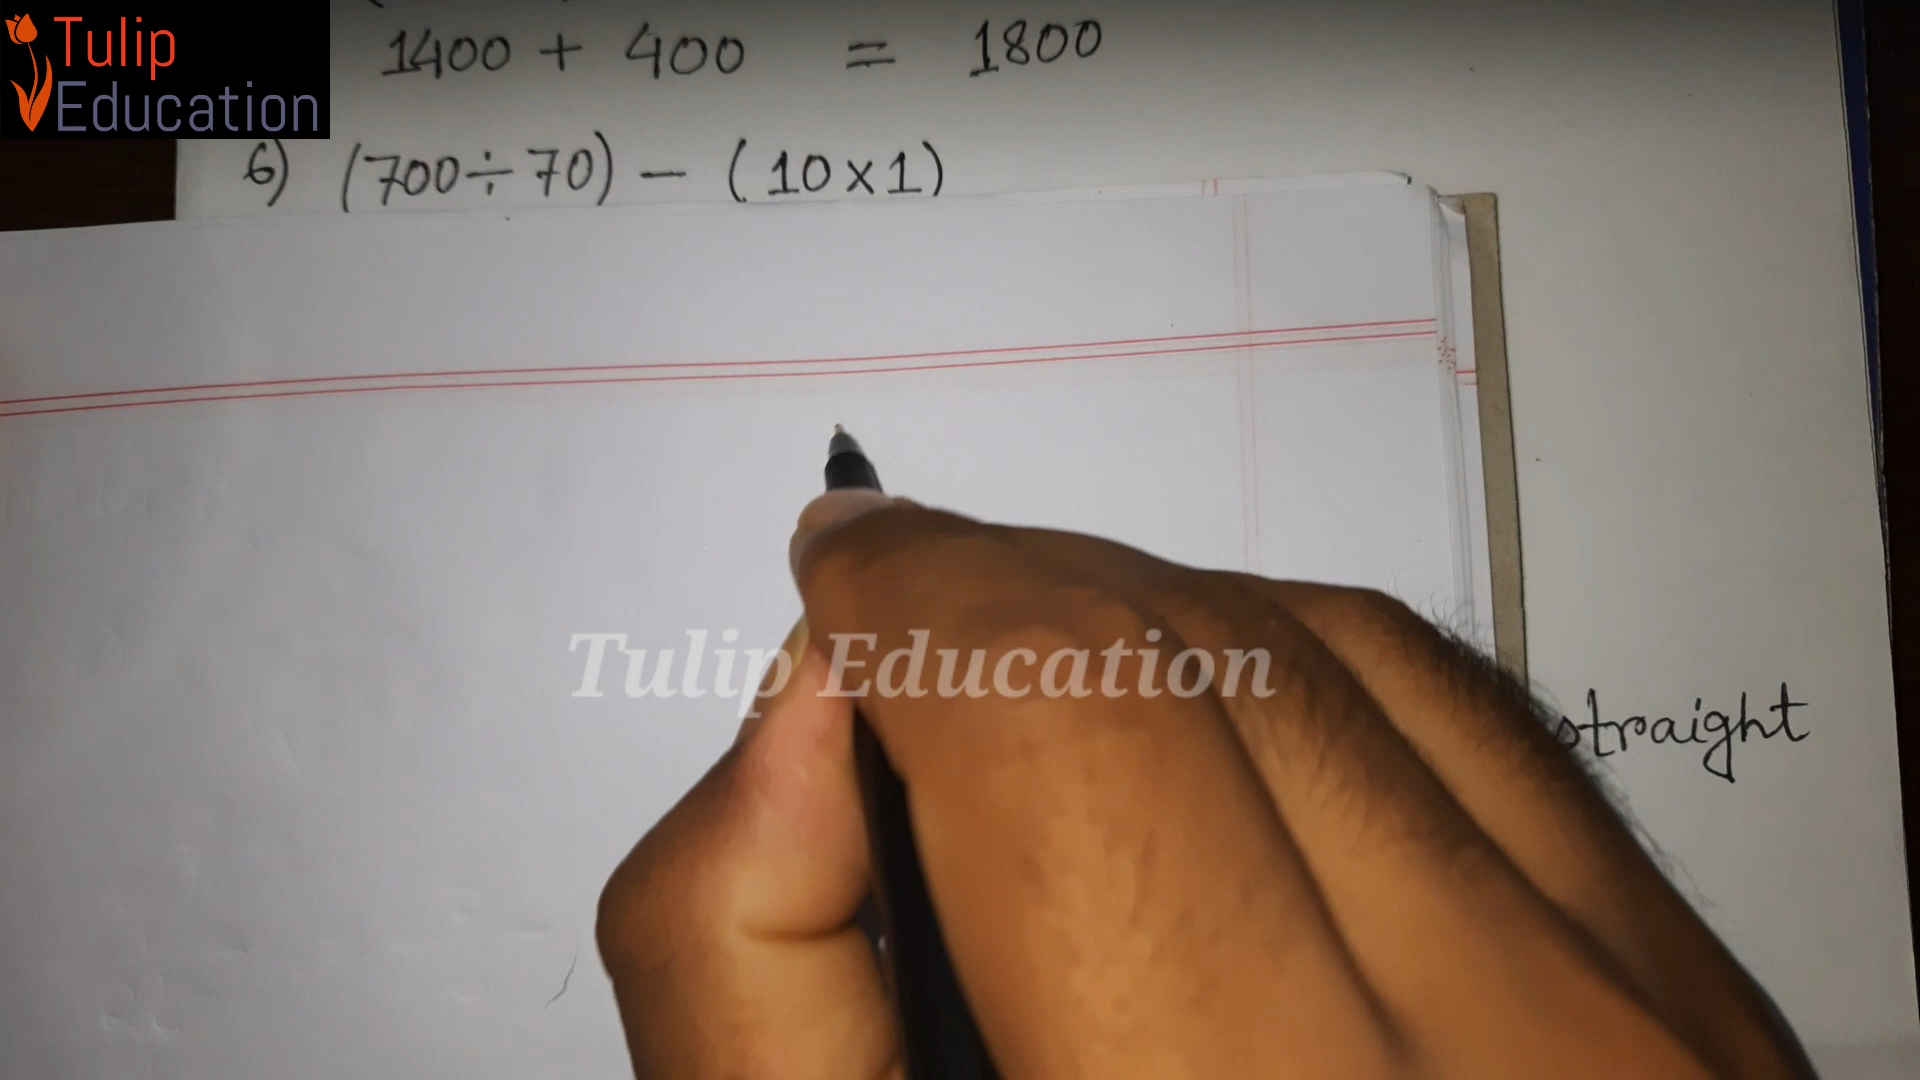 Tulip
Education
1400 + 400 = 1800
6) (700÷70) - (10×1)
Tulip Education
straight